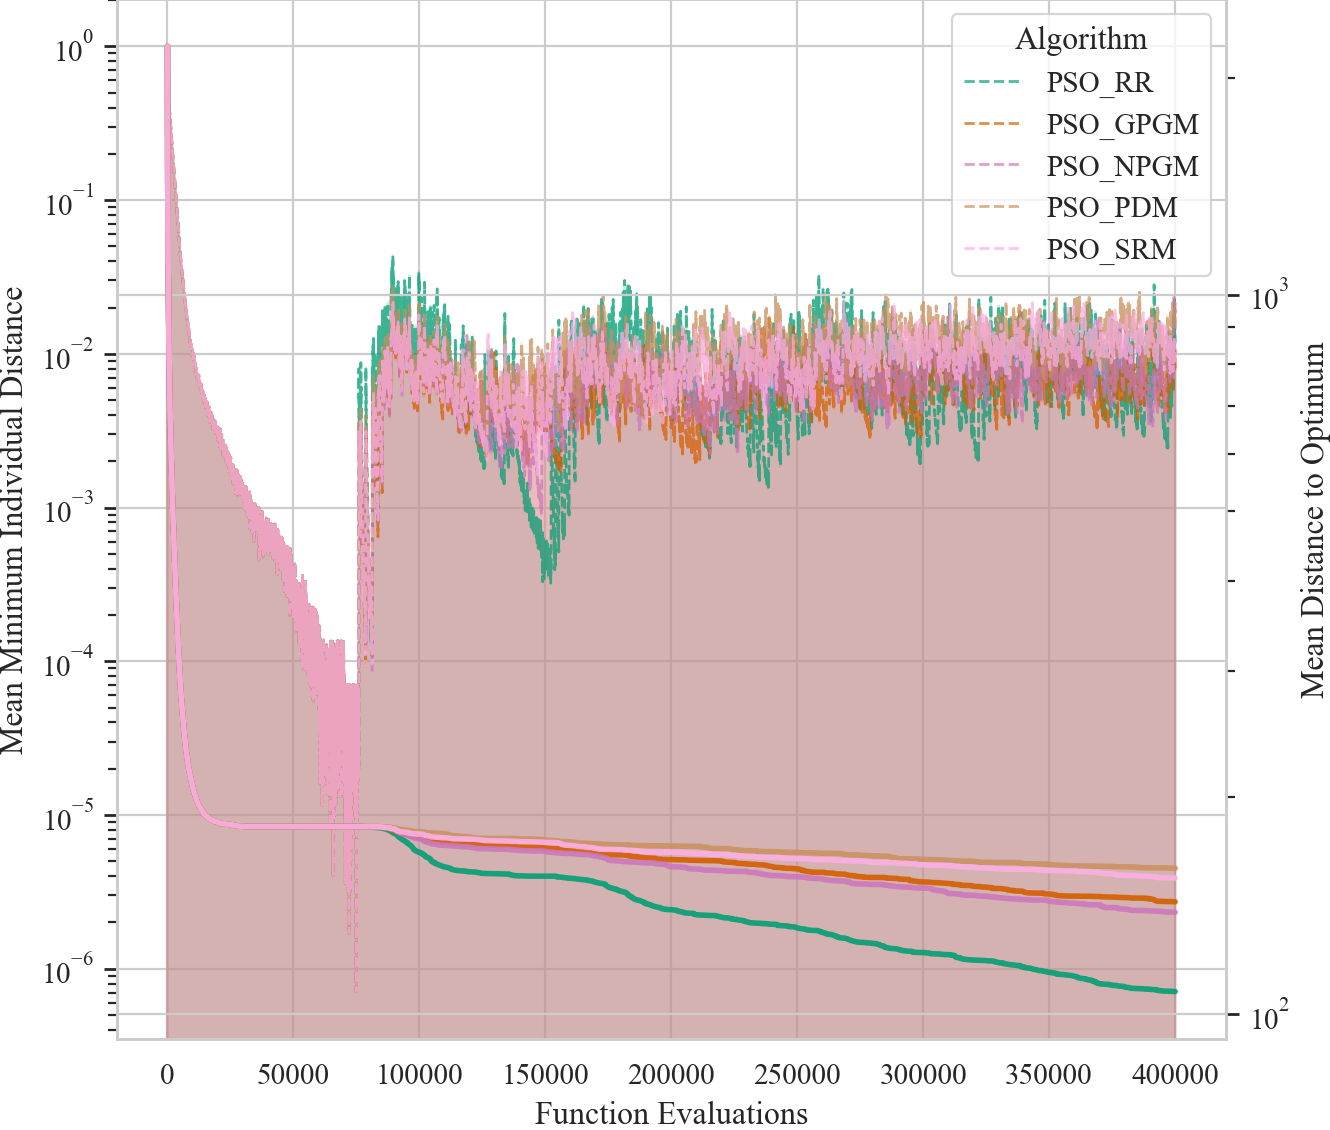 Algorithm
PSO_RR
PSO_GPGM
PSO_NPGM
PSO_PDM
PSO_SRM
10^0
10^-1
10^-2
10^-3
10^-4
10^-5
10^-6
Mean Minimum Individual Distance
10^3
10^2
Mean Distance to Optimum
0 50000 100000 150000 200000 250000 300000 350000 400000
Function Evaluations